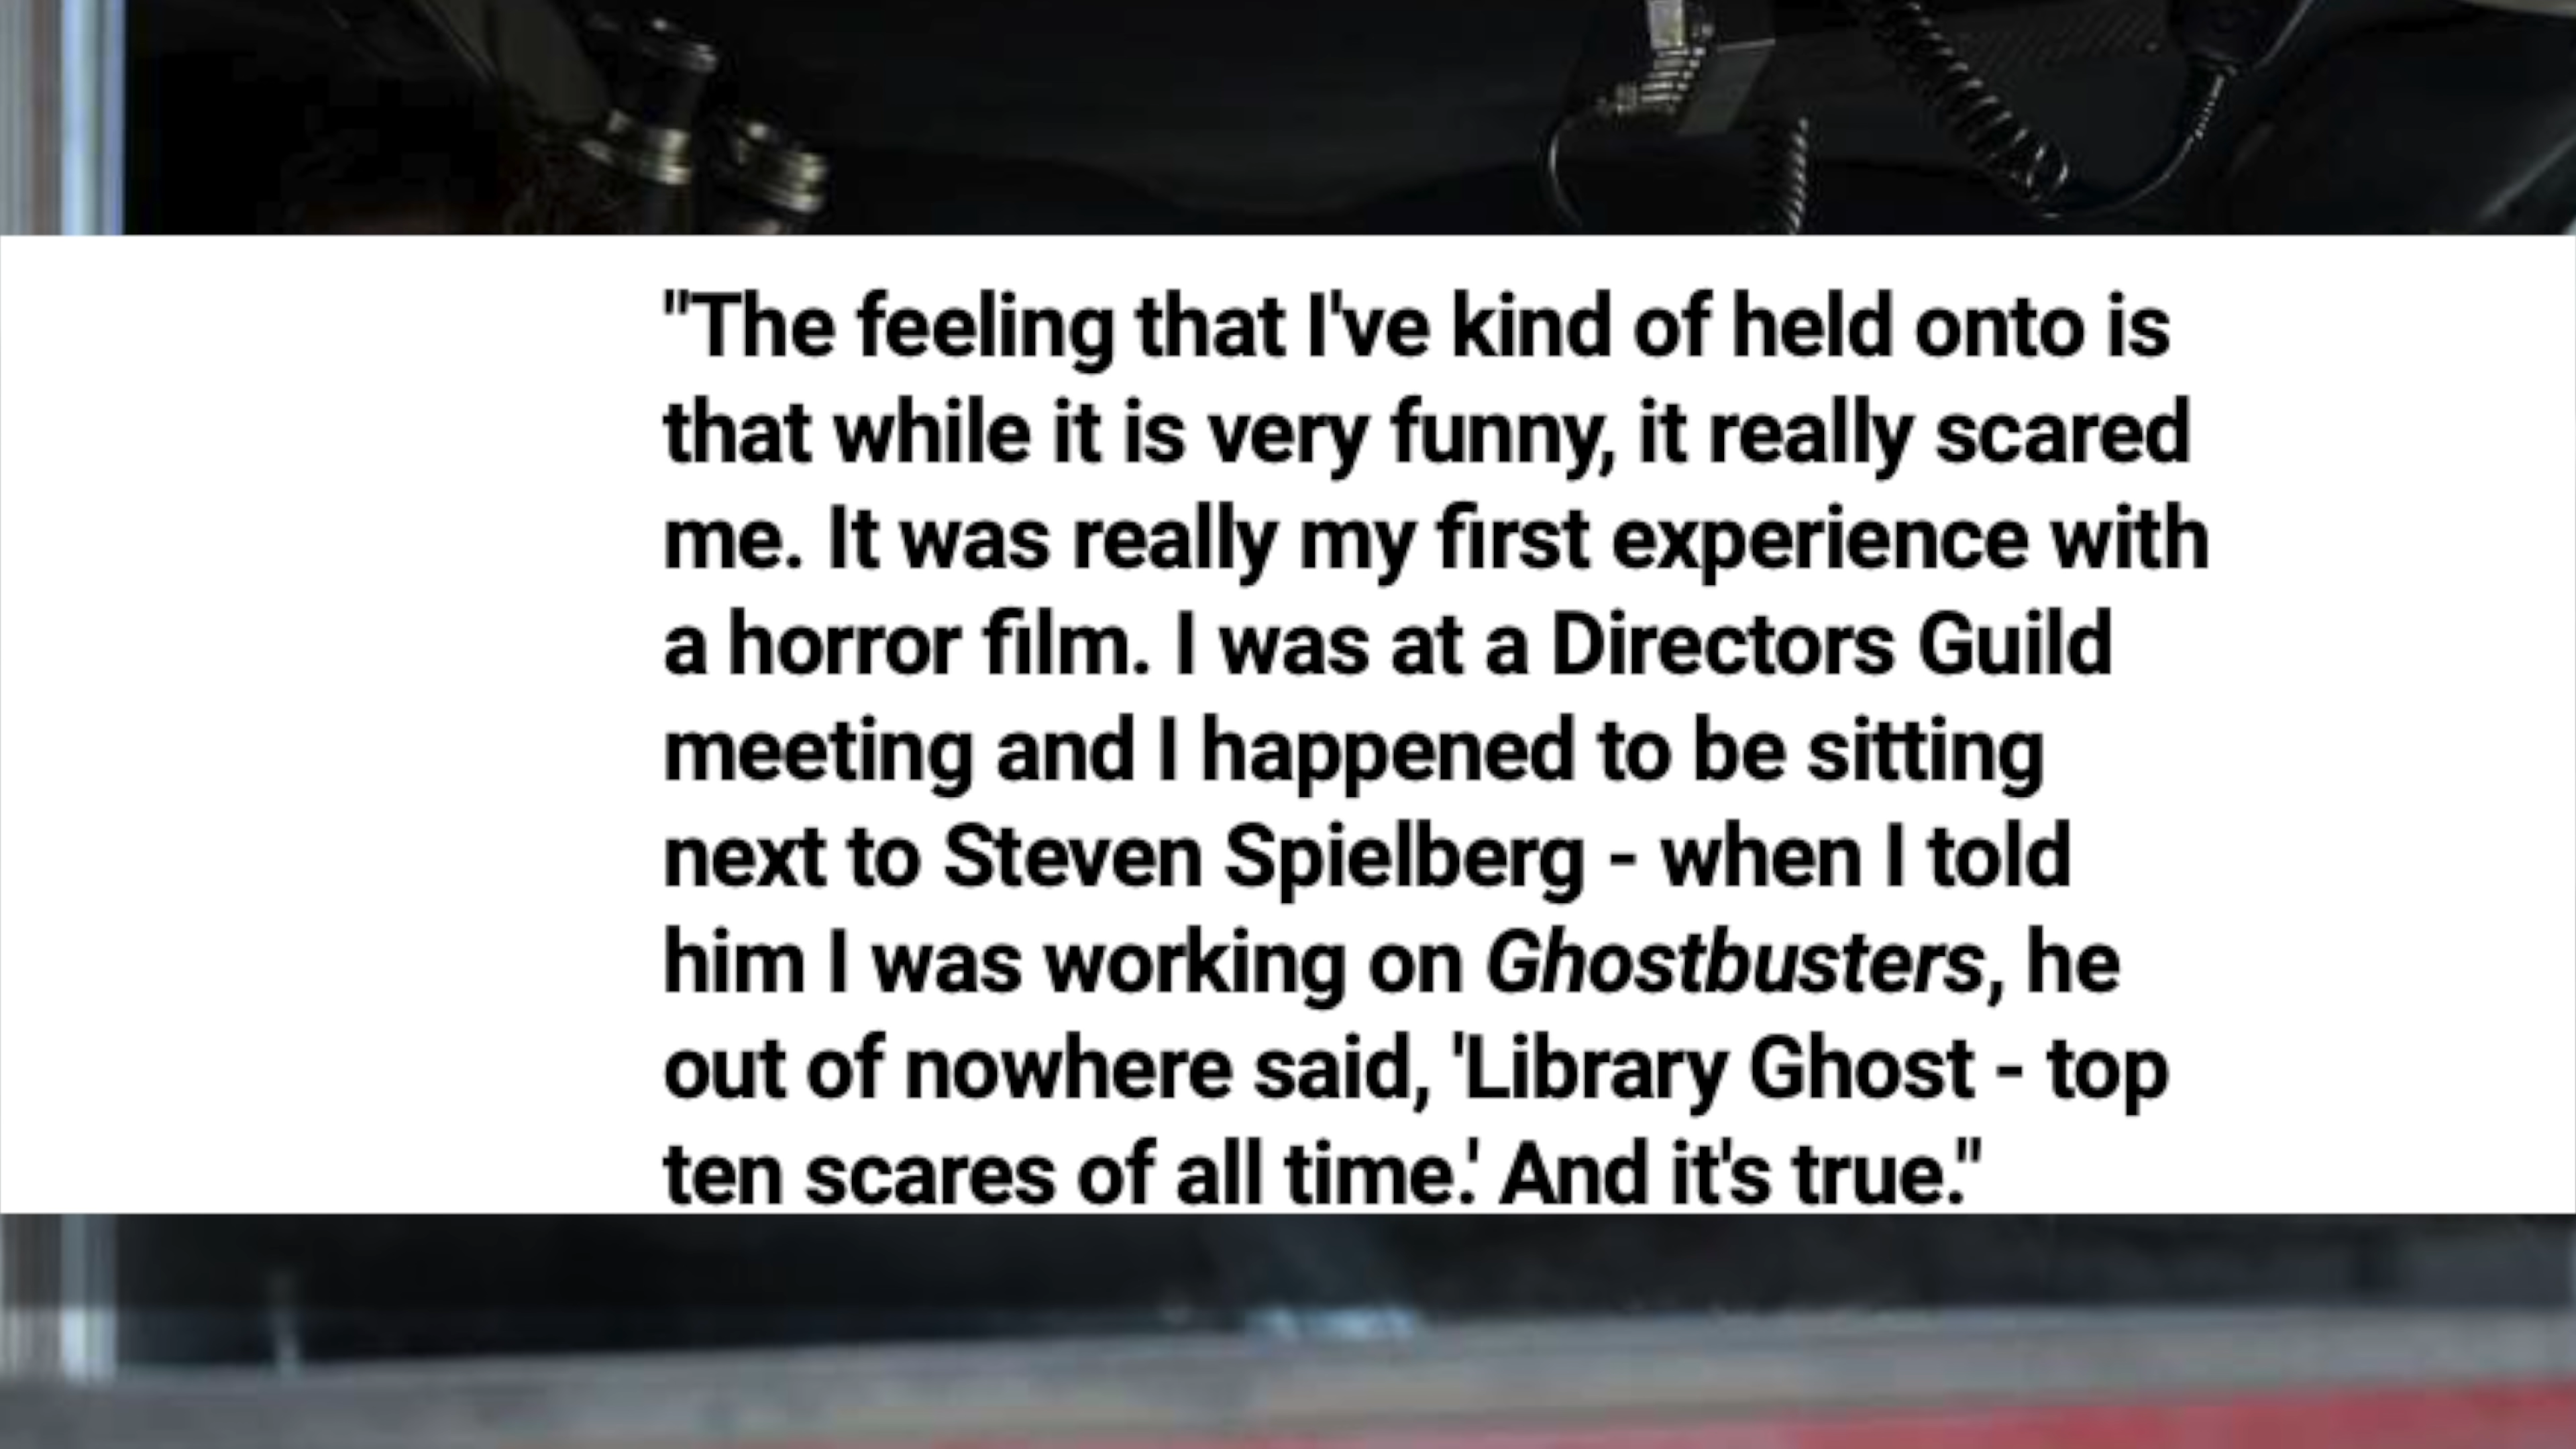 "The feeling that I've kind of held onto is
that while it is very funny, it really scared
me. It was really my first experience with
a horror film. I was at a Directors Guild
meeting and I happened to be sitting
next to Steven Spielberg - when I told
him I was working on Ghostbusters, he
out of nowhere said, 'Library Ghost - top
ten scares of all time.' And it's true."